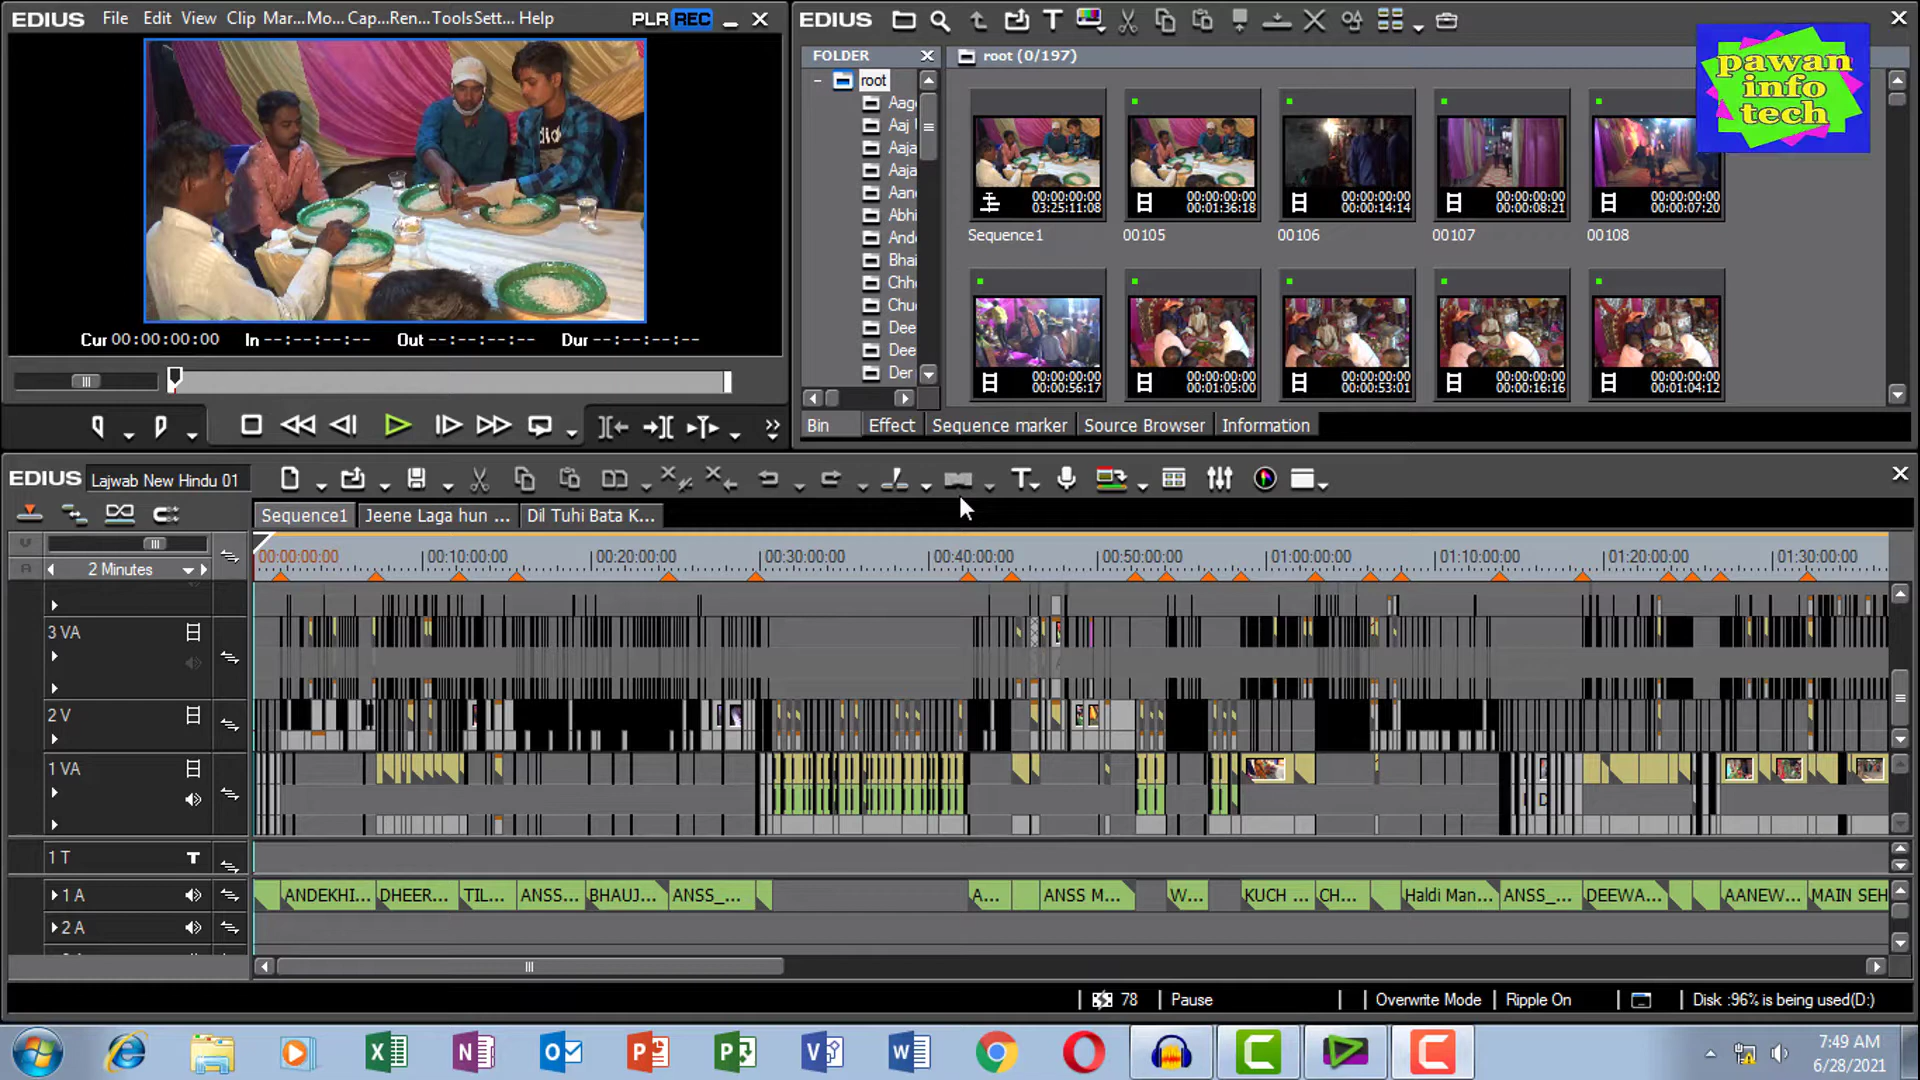 EDIUS File Edit View Clip Mar...Mo... Cap...Ren... ToolsSett... Help PLR REC
Cur 00:00:00:00 In --:--:--:-- Out --:--:--:-- Dur --:--:--:--
EDIUS
FOLDER
root (0/197)
root
Aaj
Aaja
Aaja
Abhi
Bhai
Deer
pawan
info
tech
00:00:00:00
03:25:11:08
00:00:00:00
00:01:36:18
00:00:00:00
00:00:14:14
00:00:00:00
00:00:08:21
00:00:00:00
00:00:07:20
Sequence1 00105 00106 00107 00108
00:00:00:00
00:00:56:17
00:00:00:00
00:01:05:00
00:00:00:00
00:00:53:01
00:00:00:00
00:00:16:16
00:00:00:00
00:01:04:12
Bin Effect Sequence marker Source Browser Information
EDIUS Lajwab New Hindu 01
Sequence1 Jeene Laga hun ... Dil Tuhi Bata K...
00:00:00:00 00:10:00:00 00:20:00:00 00:30:00:00 00:40:00:00 00:50:00:00 01:00:00:00 01:10:00:00 01:20:00:00 01:30:00:00
2 Minutes
3 VA
2 V
1 VA
1 T T
1 A ANDEKHI... DHEER... TIL... ANSS... BHAUJ... ANSS_... A... ANSS M... W... KUCH ... CH... Haldi Man... ANSS_... DEEWA... AANEW... MAIN SEH
2 A
78 Pause Overwrite Mode Ripple On Disk :96% is being used(D:)
7:49 AM
6/28/2021